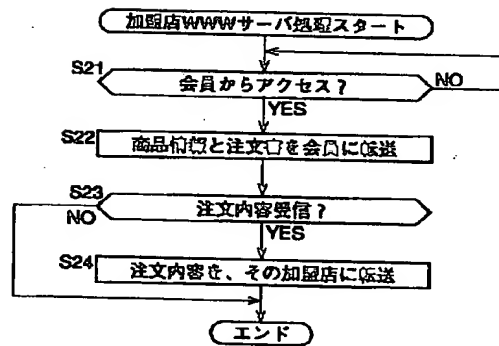 加盟店WWWサーバ処理スタート
S21
会員からアクセス?
NO
YES
S22
商品情報と注文書を会員に転送
S23
注文内容受信?
NO
YES
S24
注文内容を、その加盟店に転送
エンド